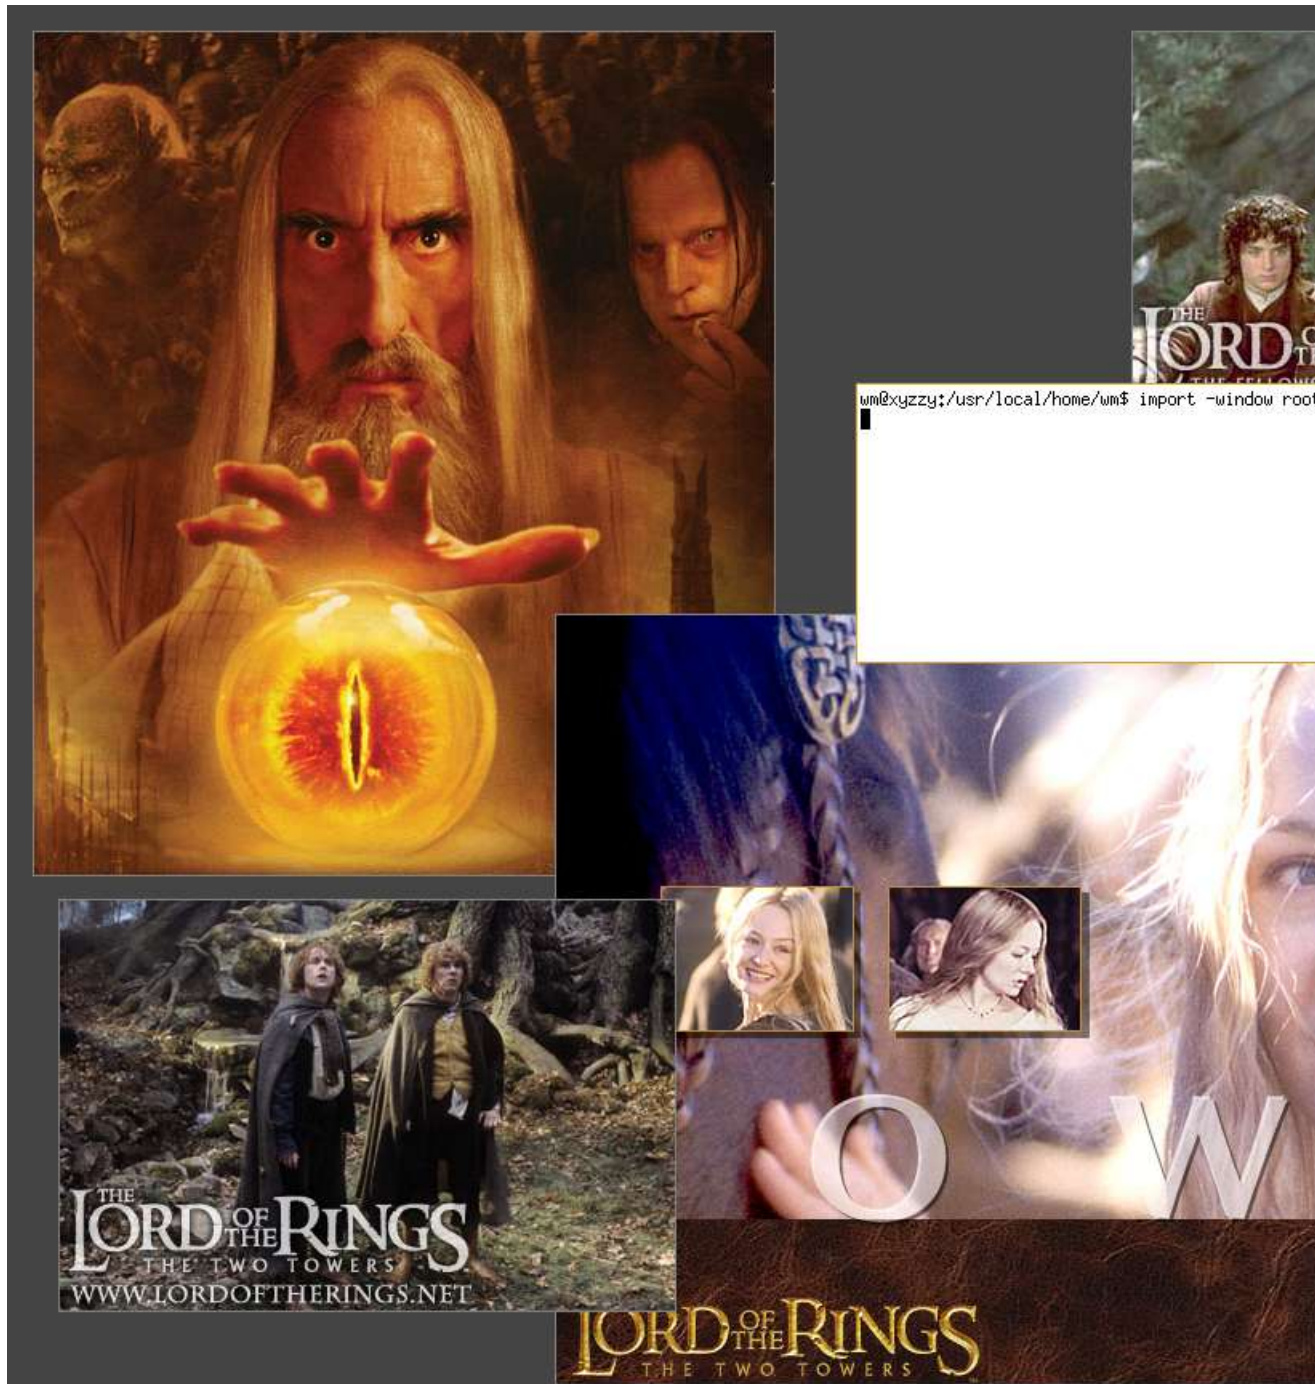 THE
LORD
THE FELLOWS
wm@xyzzy:/usr/local/home/wm$ import -window root
O W
THE
LORD OF THE RINGS
THE TWO TOWERS
WWW.LORDOFTHERINGS.NET
LORD OF THE RINGS
THE TWO TOWERS